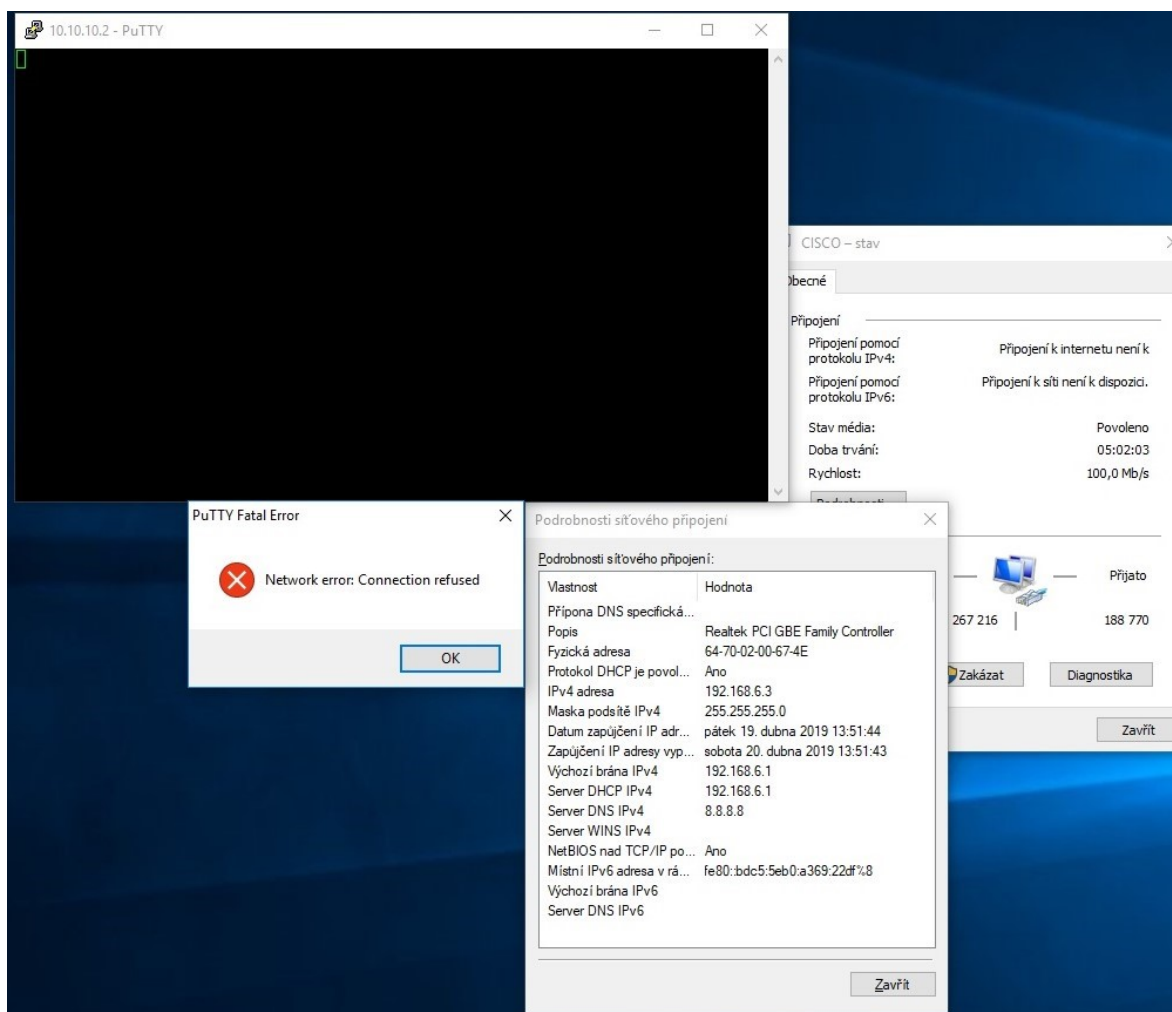 10.10.10.2 - PuTTY
CISCO – stav
Obecné
Připojení
Připojení pomocí
protokolu IPv4:
Připojení k internetu není k
Připojení pomocí
protokolu IPv6:
Připojení k síti není k dispozici.
Stav média:
Povoleno
Doba trvání:
05:02:03
Rychlost:
100,0 Mb/s
Přijato
267 216
188 770
Zakázat
Diagnostika
Zavřít
PuTTY Fatal Error
Network error: Connection refused
OK
Podrobnosti síťového připojení
Podrobnosti síťového připojení:
Vlastnost Hodnota
Přípona DNS specifická...
Popis Realtek PCI GBE Family Controller
Fyzická adresa 64-70-02-00-67-4E
Protokol DHCP je povol... Ano
IPv4 adresa 192.168.6.3
Maska podsítě IPv4 255.255.255.0
Datum zapůjčení IP adr... pátek 19. dubna 2019 13:51:44
Zapůjčení IP adresy vyp... sobota 20. dubna 2019 13:51:43
Výchozí brána IPv4 192.168.6.1
Server DHCP IPv4 192.168.6.1
Server DNS IPv4 8.8.8.8
Server WINS IPv4
NetBIOS nad TCP/IP po... Ano
Místní IPv6 adresa v rá... fe80::bdc5:5eb0:a369:22df%8
Výchozí brána IPv6
Server DNS IPv6
Zavřít